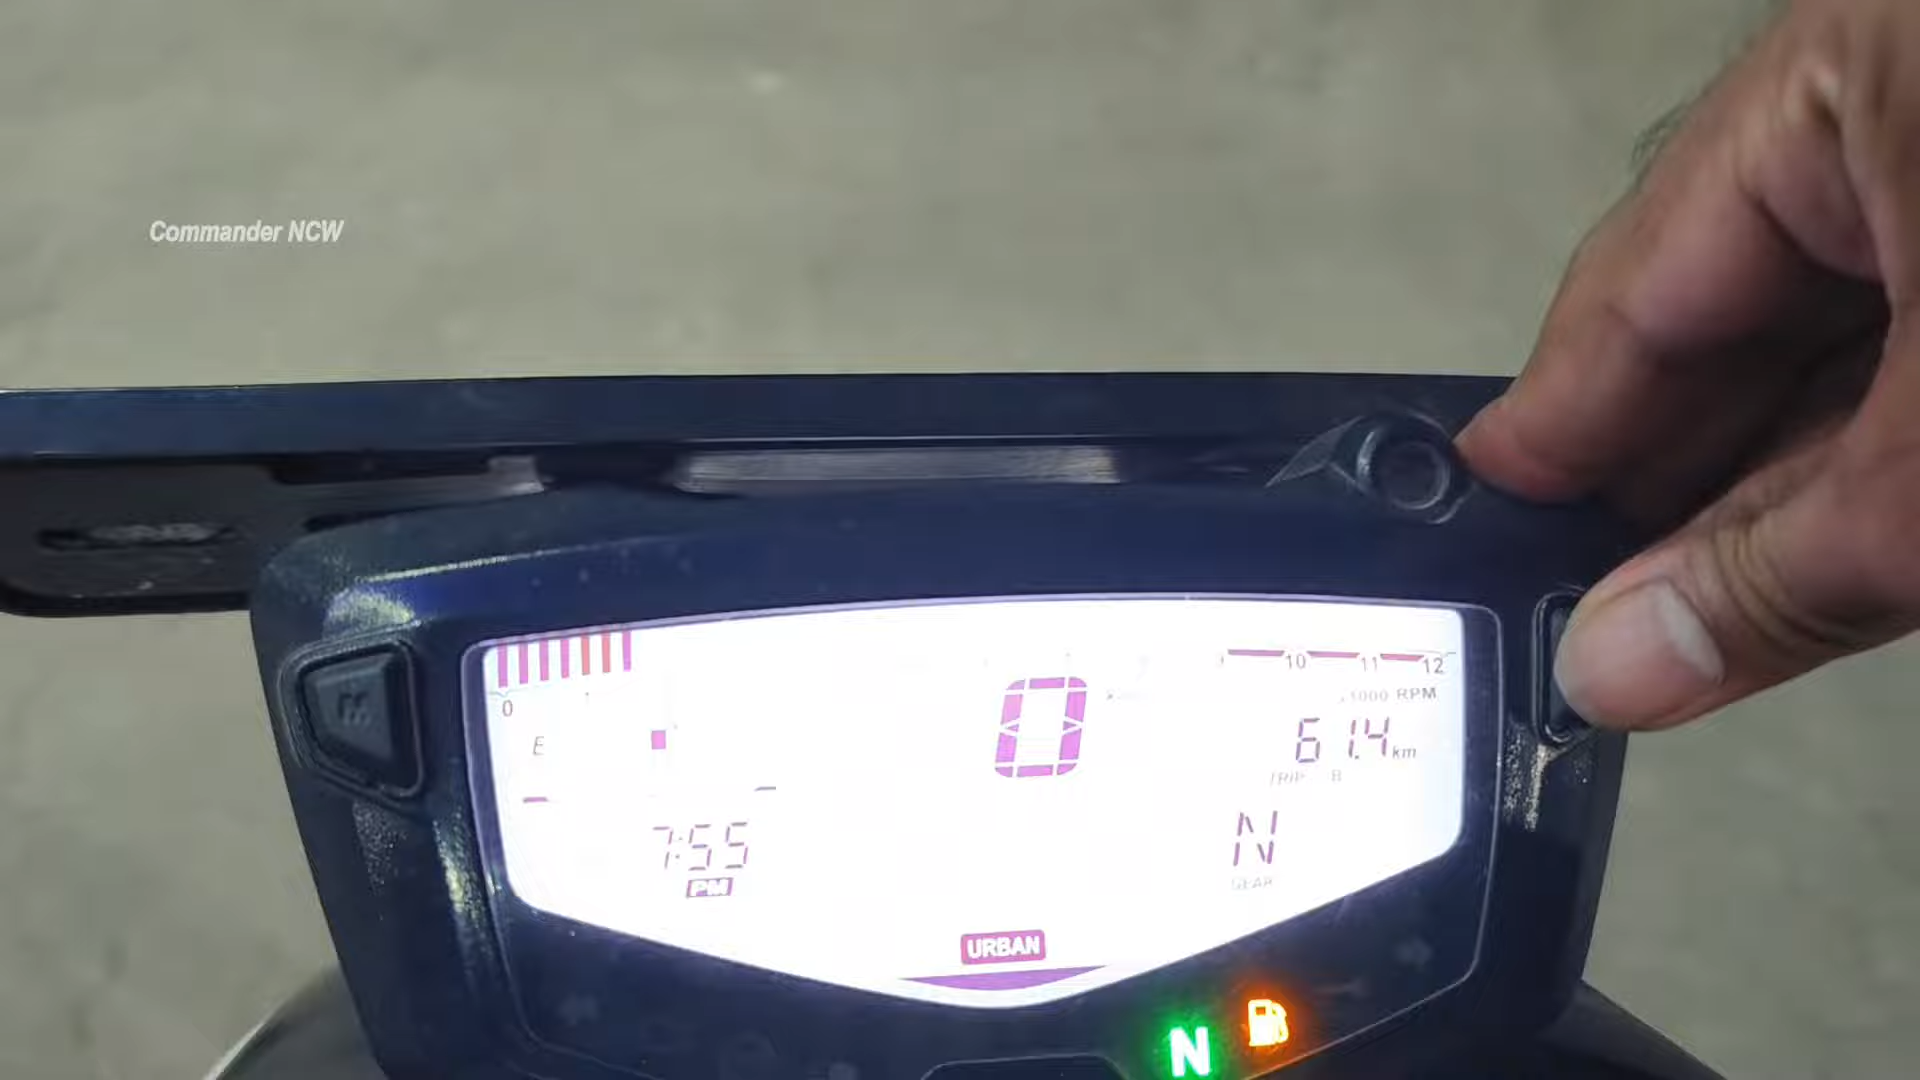 Commander NCW
0
10 11 12
x1000 RPM
E
0
61.4 km
TRIP B
7:55
PM
N
GEAR
URBAN
N